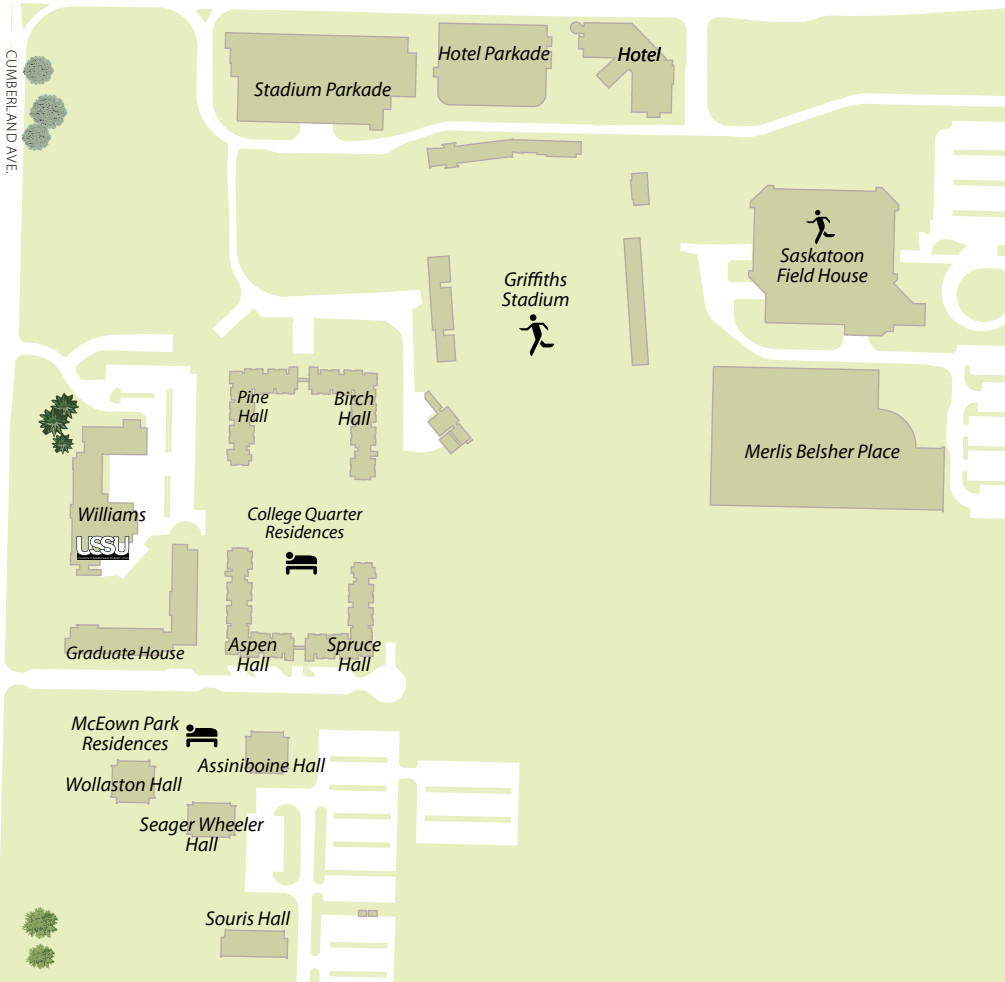 CUMBERLAND AVE.
Stadium Parkade
Hotel Parkade
Hotel
Saskatoon
Field House
Griffiths
Stadium
Pine
Hall
Birch
Hall
Merlis Belsher Place
Williams
USSU
College Quarter
Residences
Graduate House
Aspen
Hall
Spruce
Hall
McEown Park
Residences
Assiniboine Hall
Wollaston Hall
Seager Wheeler
Hall
Souris Hall